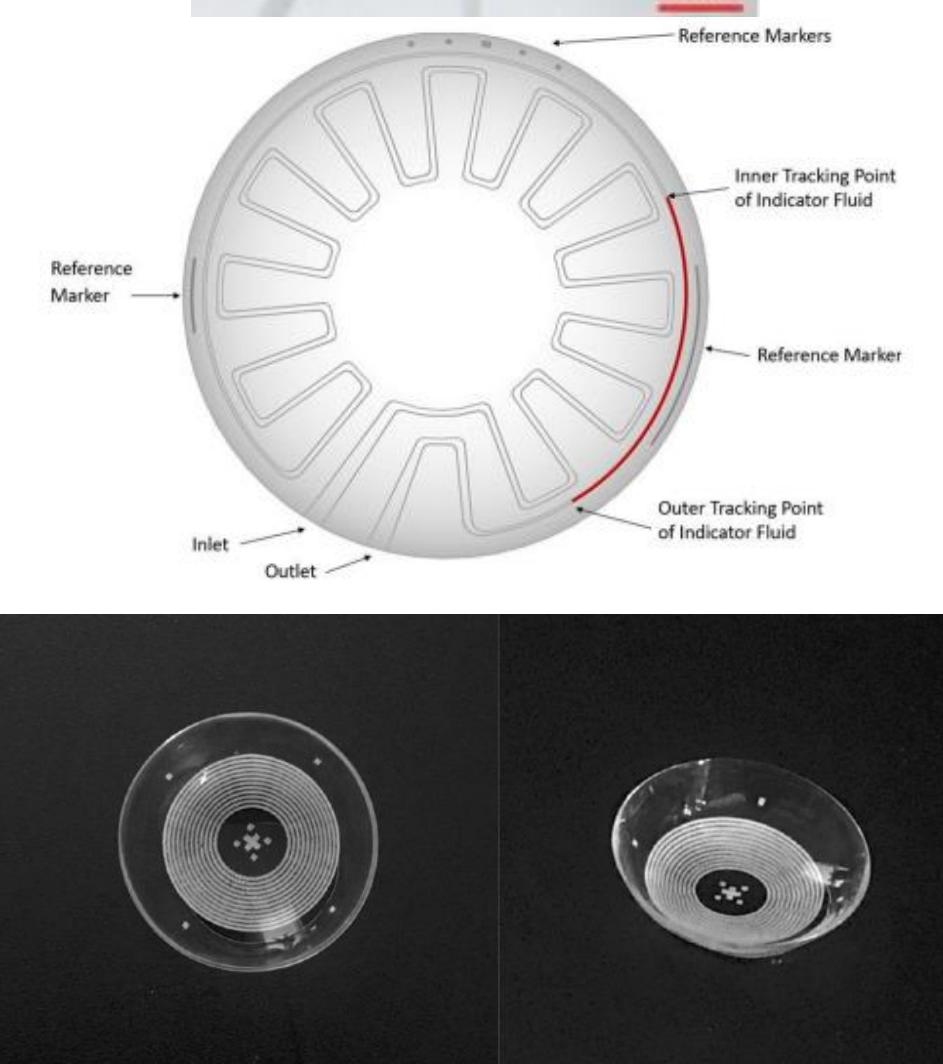 Reference Markers
Inner Tracking Point
of Indicator Fluid
Reference
Marker
Reference Marker
Outer Tracking Point
of Indicator Fluid
Inlet
Outlet